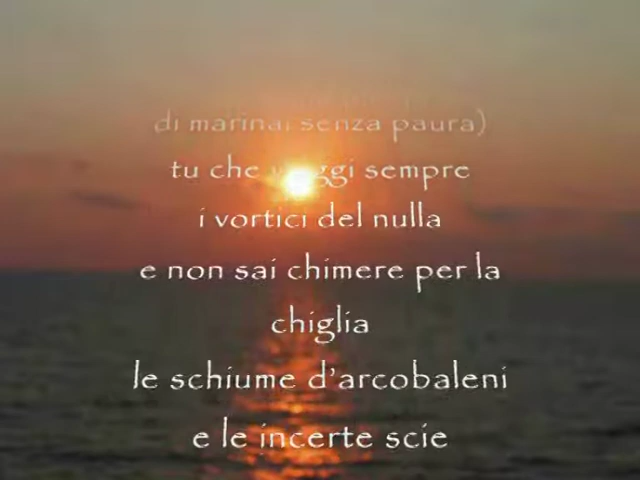 di marinai senza paura)
tu che sempre
i vortici del nulla
e non sai chimere per la
chiglia
le schiume d'arcobaleni
e le incerte scie